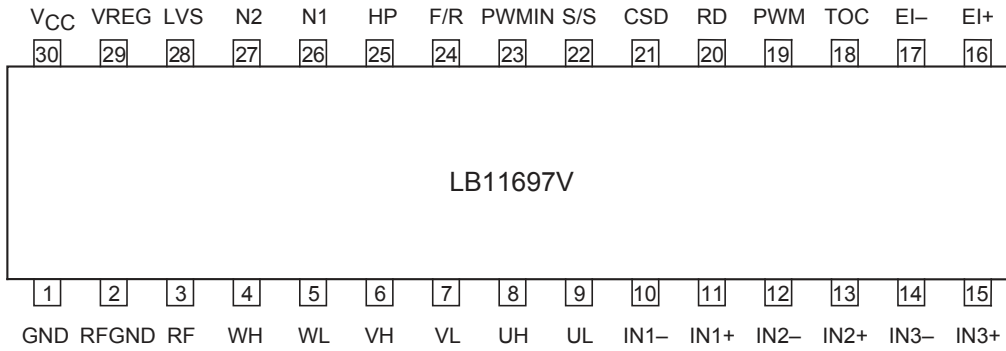 VCC VREG LVS N2 N1 HP F/R PWMIN S/S CSD RD PWM TOC EI– EI+
30 29 28 27 26 25 24 23 22 21 20 19 18 17 16
LB11697V
1 2 3 4 5 6 7 8 9 10 11 12 13 14 15
GND RFGND RF WH WL VH VL UH UL IN1– IN1+ IN2– IN2+ IN3– IN3+